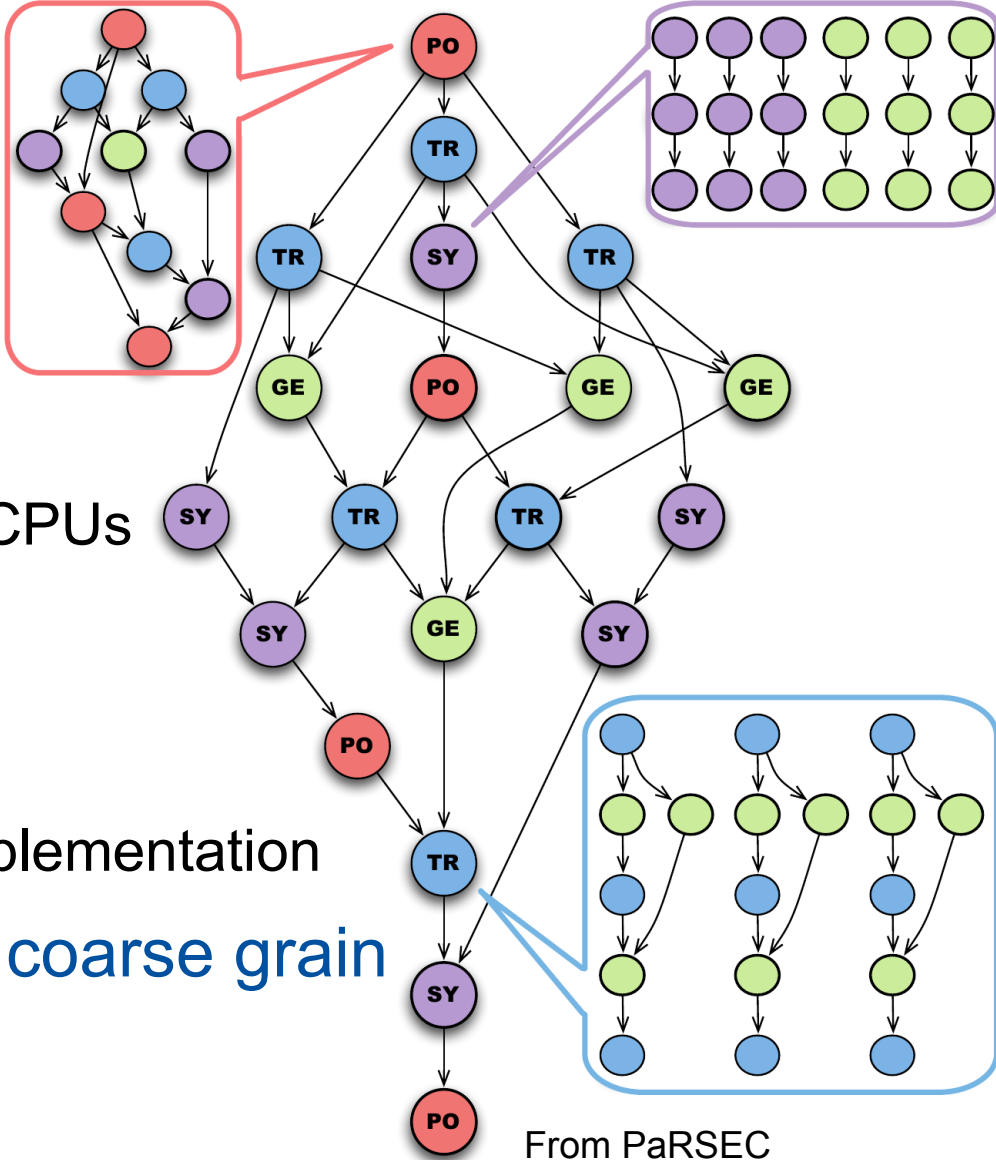 PO
TR
TR SY TR
GE PO GE GE
CPUs SY TR TR SY
SY GE SY
PO
plementation
TR
coarse grain
SY
PO
From PaRSEC